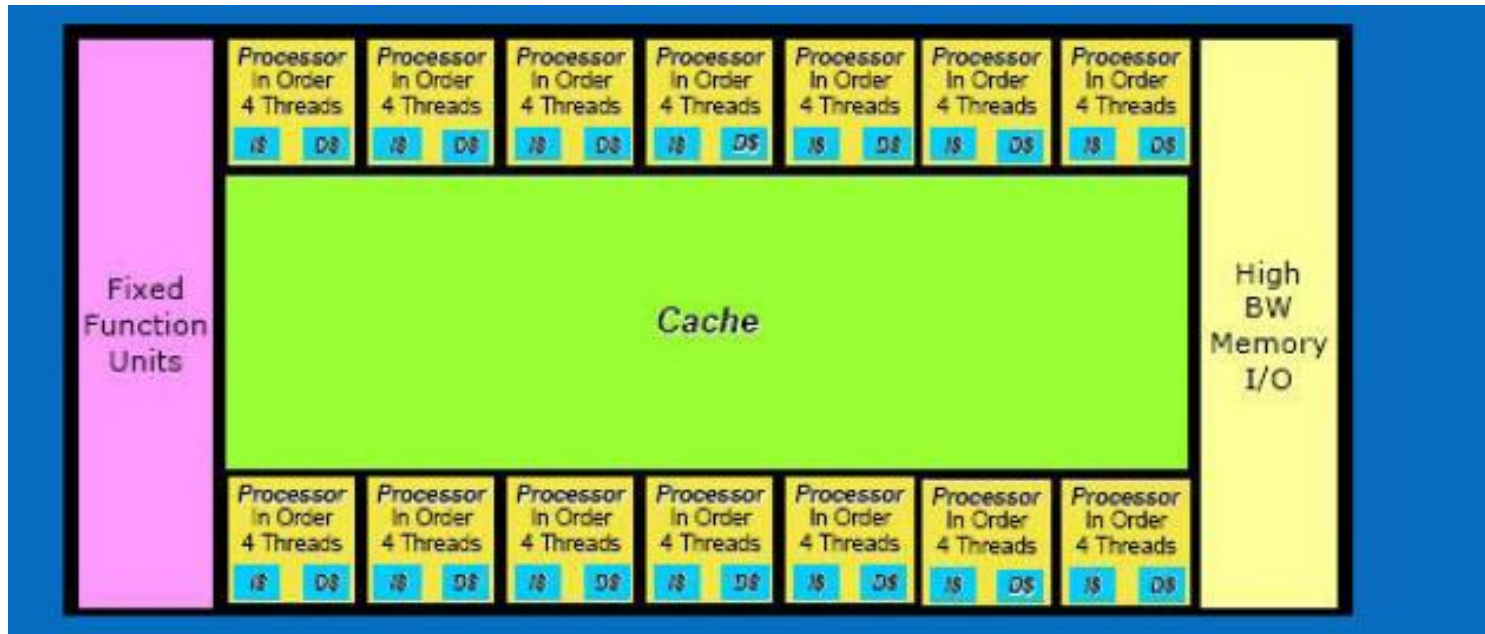 Fixed
Function
Units
Processor
In Order
4 Threads
I$ D$
Processor
In Order
4 Threads
I$ D$
Processor
In Order
4 Threads
I$ D$
Processor
In Order
4 Threads
I$ D$
Processor
In Order
4 Threads
I$ D$
Processor
In Order
4 Threads
I$ D$
Processor
In Order
4 Threads
I$ D$
Cache
Processor
In Order
4 Threads
I$ D$
Processor
In Order
4 Threads
I$ D$
Processor
In Order
4 Threads
I$ D$
Processor
In Order
4 Threads
I$ D$
Processor
In Order
4 Threads
I$ D$
Processor
In Order
4 Threads
I$ D$
Processor
In Order
4 Threads
I$ D$
High
BW
Memory
I/O